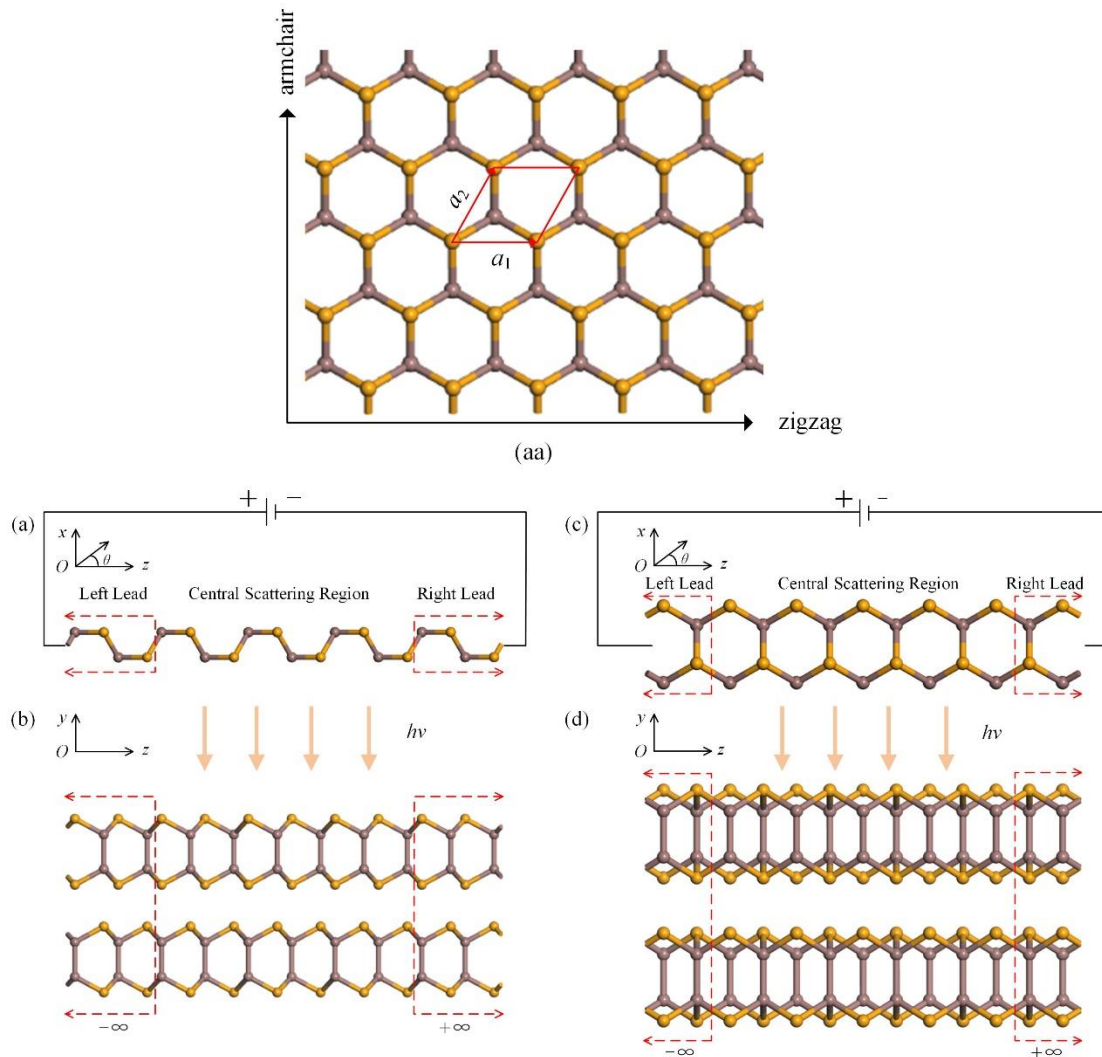 armchair
a₂
a₁
zigzag
(aa)
+ −
(a)
x
O θ z
Left Lead Central Scattering Region Right Lead
(b)
y
O z
hν
−∞ +∞
+ -
(c)
x
O θ z
Left Lead Central Scattering Region Right Lead
(d)
y
O z
hν
−∞ +∞